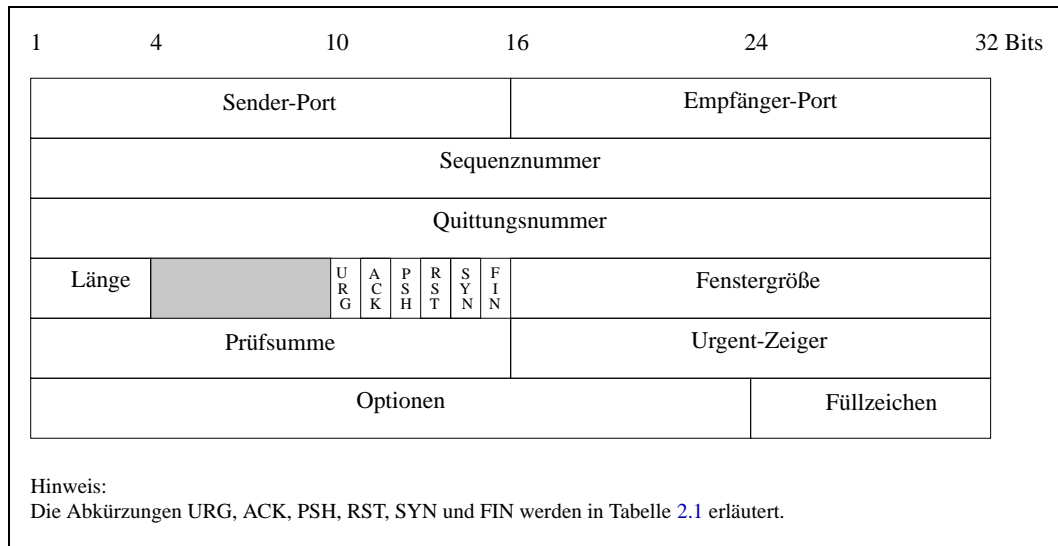 1 4 10 16 24 32 Bits
Sender-Port Empfänger-Port
Sequenznummer
Quittungsnummer
Länge URG ACK PSH RST SYN FIN Fenstergröße
Prüfsumme Urgent-Zeiger
Optionen Füllzeichen
Hinweis:
Die Abkürzungen URG, ACK, PSH, RST, SYN und FIN werden in Tabelle 2.1 erläutert.